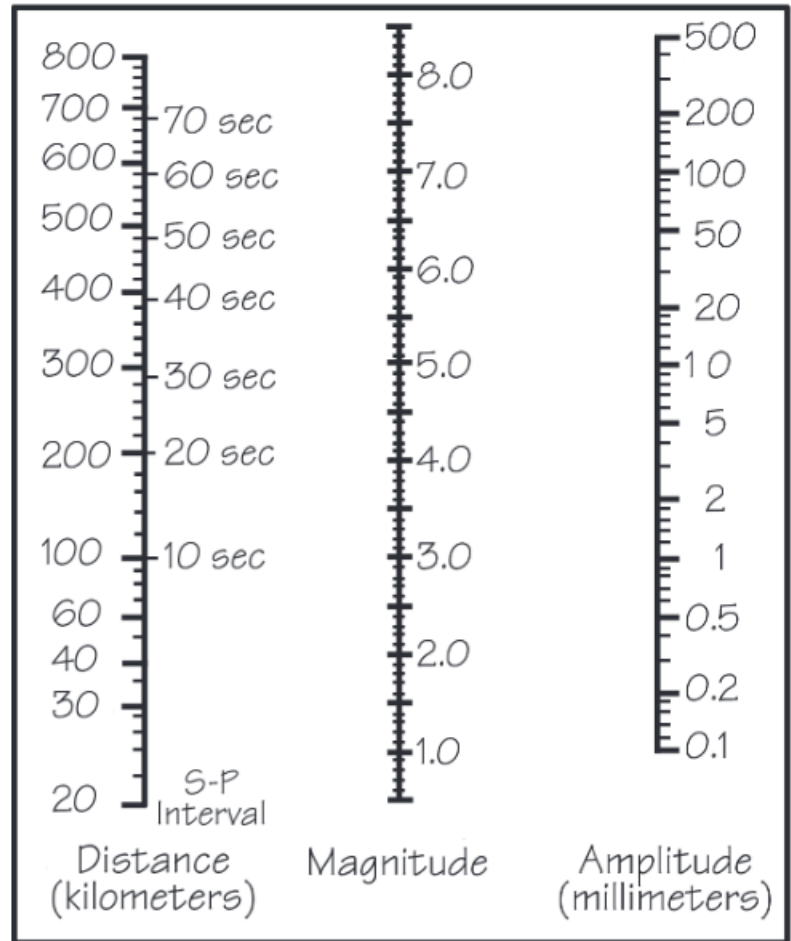 800
700
600
500
400
300
200
100
60
40
30
20
70 sec
60 sec
50 sec
40 sec
30 sec
20 sec
10 sec
S-P
Interval
Distance
(kilometers)
8.0
7.0
6.0
5.0
4.0
3.0
2.0
1.0
Magnitude
500
200
100
50
20
10
5
2
1
0.5
0.2
0.1
Amplitude
(millimeters)